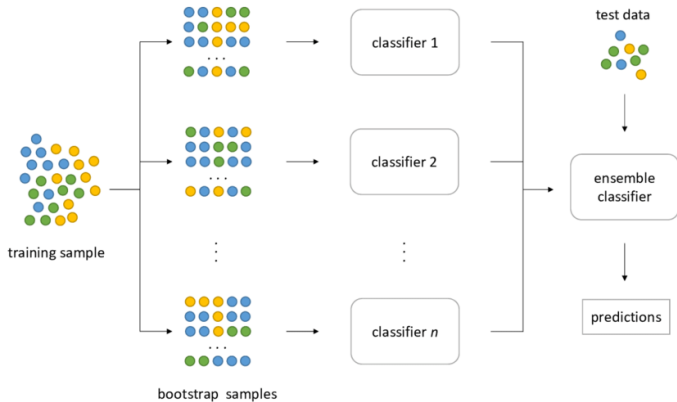 test data
classifier 1
...
classifier 2
ensemble
classifier
...
training sample
classifier n
predictions
...
bootstrap samples